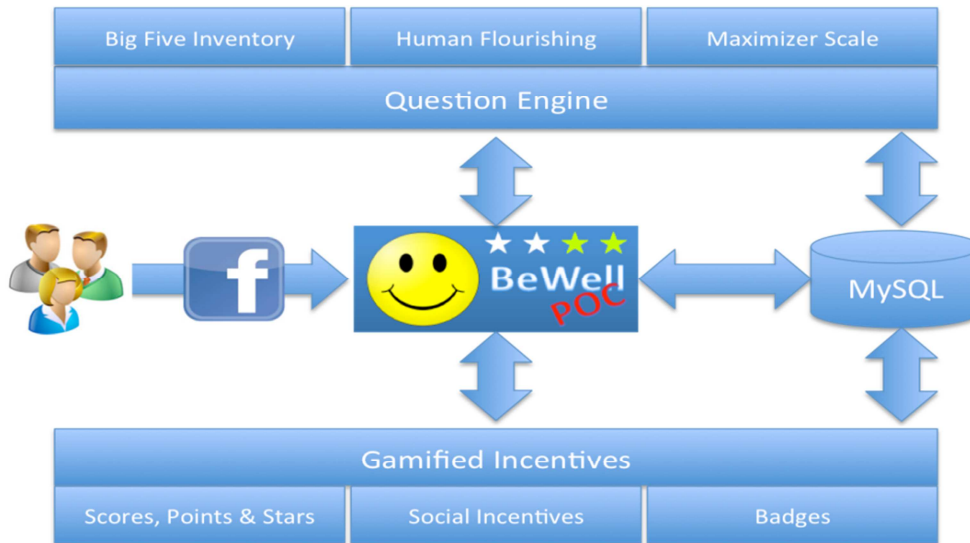 Big Five Inventory
Human Flourishing
Maximizer Scale
Question Engine
f
BeWell
POC
MySQL
Gamified Incentives
Scores, Points & Stars
Social Incentives
Badges